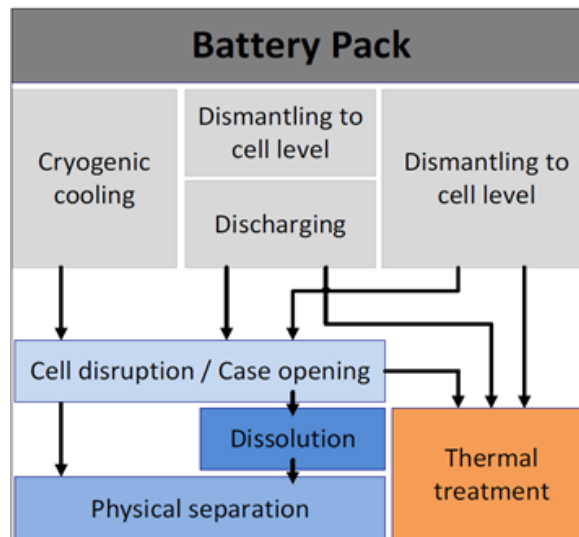 Battery Pack
Cryogenic
cooling
Dismantling to
cell level
Discharging
Dismantling to
cell level
Cell disruption / Case opening
Dissolution
Physical separation
Thermal
treatment